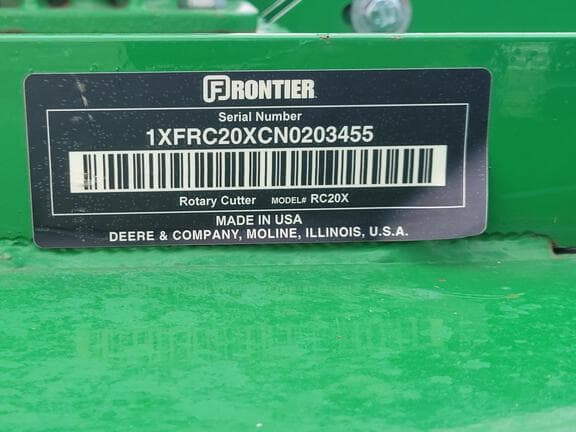 FRONTIER
Serial Number
1XFRC20XCN0203455
Rotary Cutter MODEL# RC20X
MADE IN USA
DEERE & COMPANY, MOLINE, ILLINOIS, U.S.A.